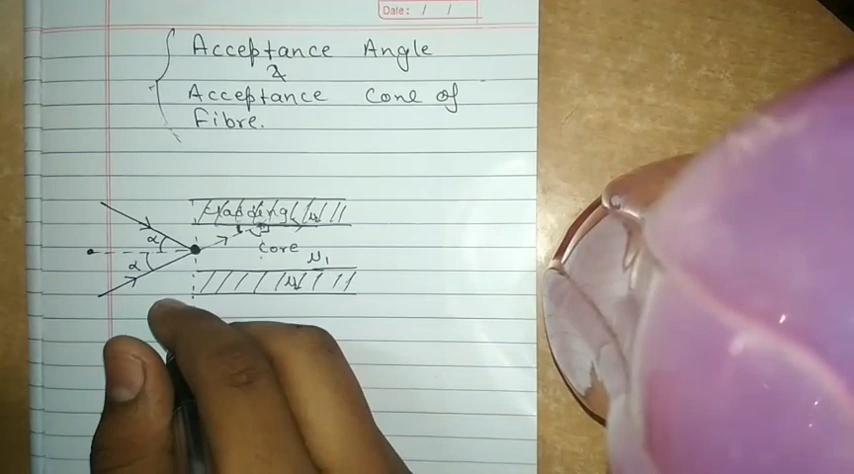 Date: / /
Acceptance Angle
&
Acceptance Cone of
Fibre.
Cladding μ
α
Core
α
μ₁
μ